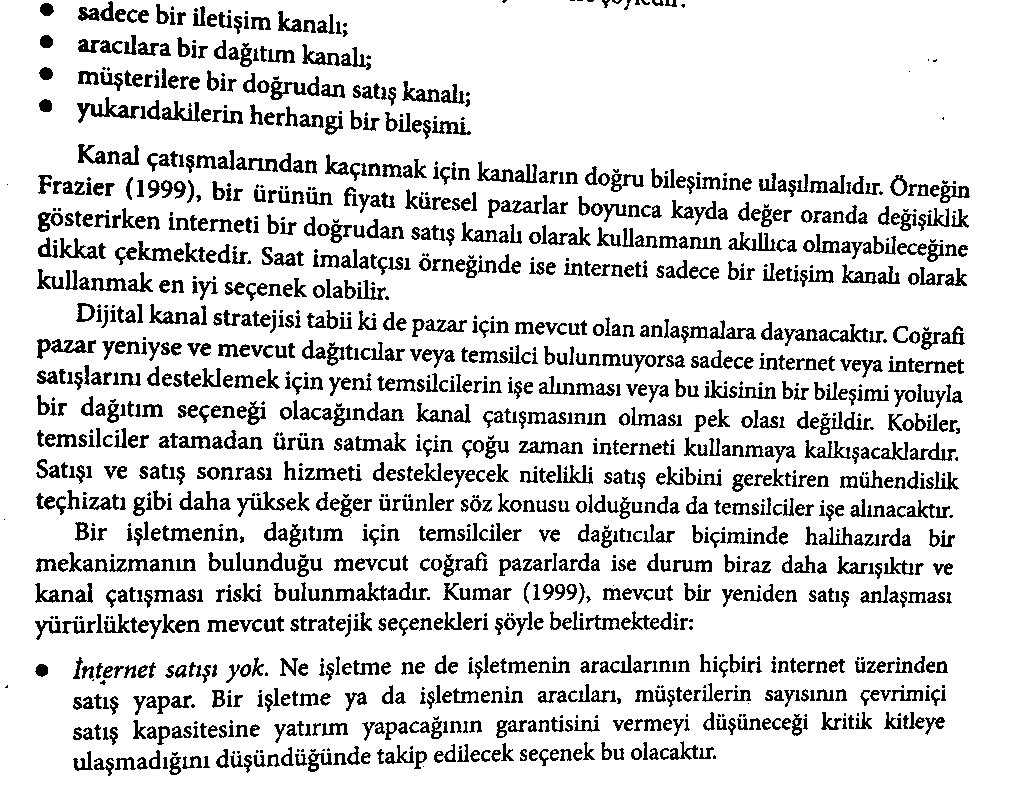 sadece bir iletişim kanalı;
aracılara bir dağıtım kanalı;
müşterilere bir doğrudan satış kanalı;
yukarıdakilerin herhangi bir bileşimi.
Kanal çatışmalarından kaçınmak için kanalların doğru bileşimine ulaşılmalıdır. Örneğin
Frazier (1999), bir ürünün fiyatı küresel pazarlar boyunca kayda değer oranda değişiklik
gösterirken interneti bir doğrudan satış kanalı olarak kullanmanın akıllıca olmayabileceğine
dikkat çekmektedir. Saat imalatçısı örneğinde ise interneti sadece bir iletişim kanalı olarak
kullanmak en iyi seçenek olabilir.
Dijital kanal stratejisi tabii ki de pazar için mevcut olan anlaşmalara dayanacaktır. Coğrafi
pazar yeniyse ve mevcut dağıtıcılar veya temsilci bulunmuyorsa sadece internet veya internet
satışlarını desteklemek için yeni temsilcilerin işe alınması veya bu ikisinin bir bileşimi yoluyla
bir dağıtım seçeneği olacağından kanal çatışmasının olması pek olası değildir. Kobiler,
temsilciler atamadan ürün satmak için çoğu zaman interneti kullanmaya kalkışacaklardır.
Satışı ve satış sonrası hizmeti destekleyecek nitelikli satış ekibini gerektiren mühendislik
teçhizatı gibi daha yüksek değer ürünler söz konusu olduğunda da temsilciler işe alınacaktır.
Bir işletmenin, dağıtım için temsilciler ve dağıtıcılar biçiminde halihazırda bir
mekanizmanın bulunduğu mevcut coğrafi pazarlarda ise durum biraz daha karışıktır ve
kanal çatışması riski bulunmaktadır. Kumar (1999), mevcut bir yeniden satış anlaşması
yürürlükteyken mevcut stratejik seçenekleri şöyle belirtmektedir:
İnternet satışı yok. Ne işletme ne de işletmenin aracılarının hiçbiri internet üzerinden
satış yapar. Bir işletme ya da işletmenin aracıları, müşterilerin sayısının çevrimiçi
satış kapasitesine yatırım yapacağının garantisini vermeyi düşüneceği kritik kitleye
ulaşmadığını düşündüğünde takip edilecek seçenek bu olacaktır.